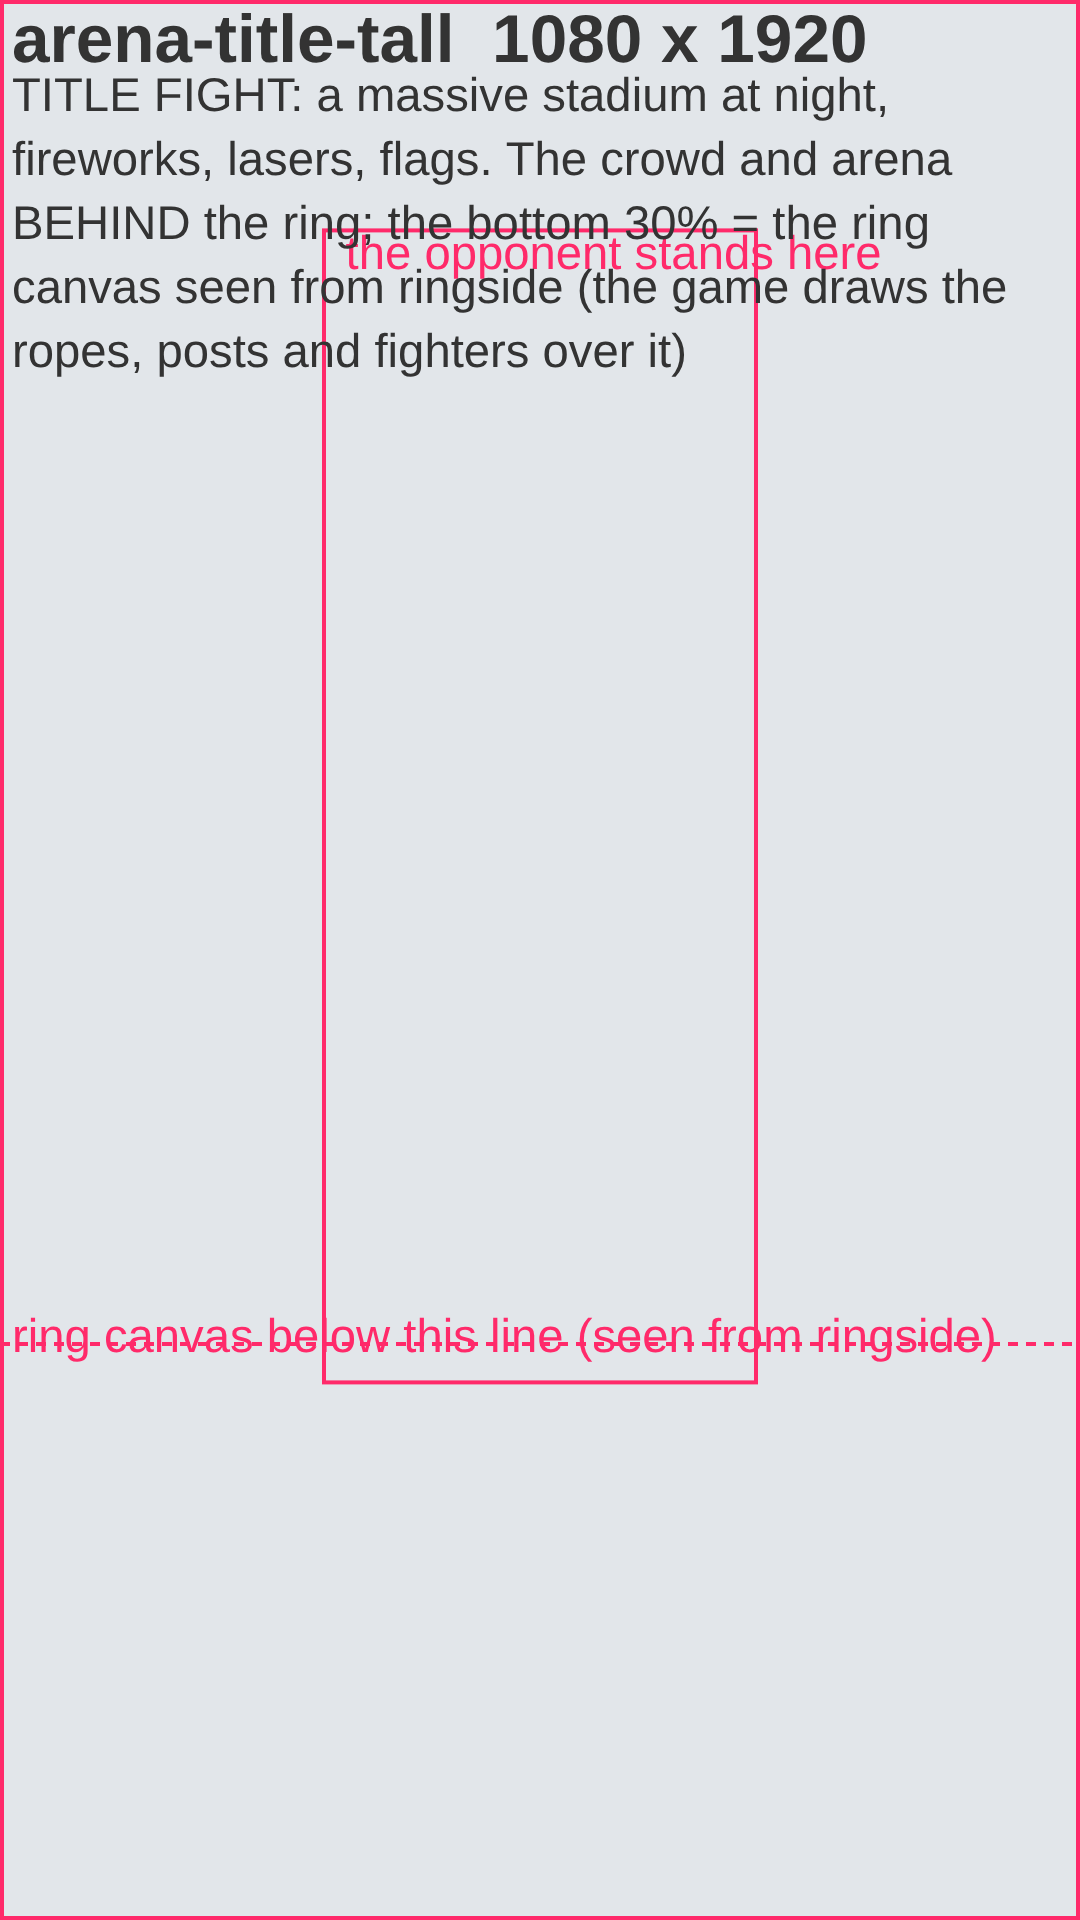 arena-title-tall  1080 x 1920
TITLE FIGHT: a massive stadium at night,
fireworks, lasers, flags. The crowd and arena
BEHIND the ring; the bottom 30% = the ring
the opponent stands here
canvas seen from ringside (the game draws the
ropes, posts and fighters over it)
ring canvas below this line (seen from ringside)